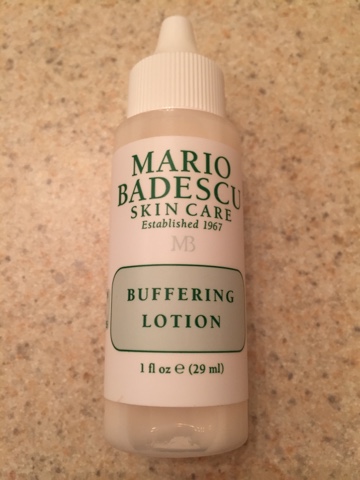 MARIO
BADESCU
SKIN CARE
Established 1967
MB
BUFFERING
LOTION
1 fl oz e (29 ml)